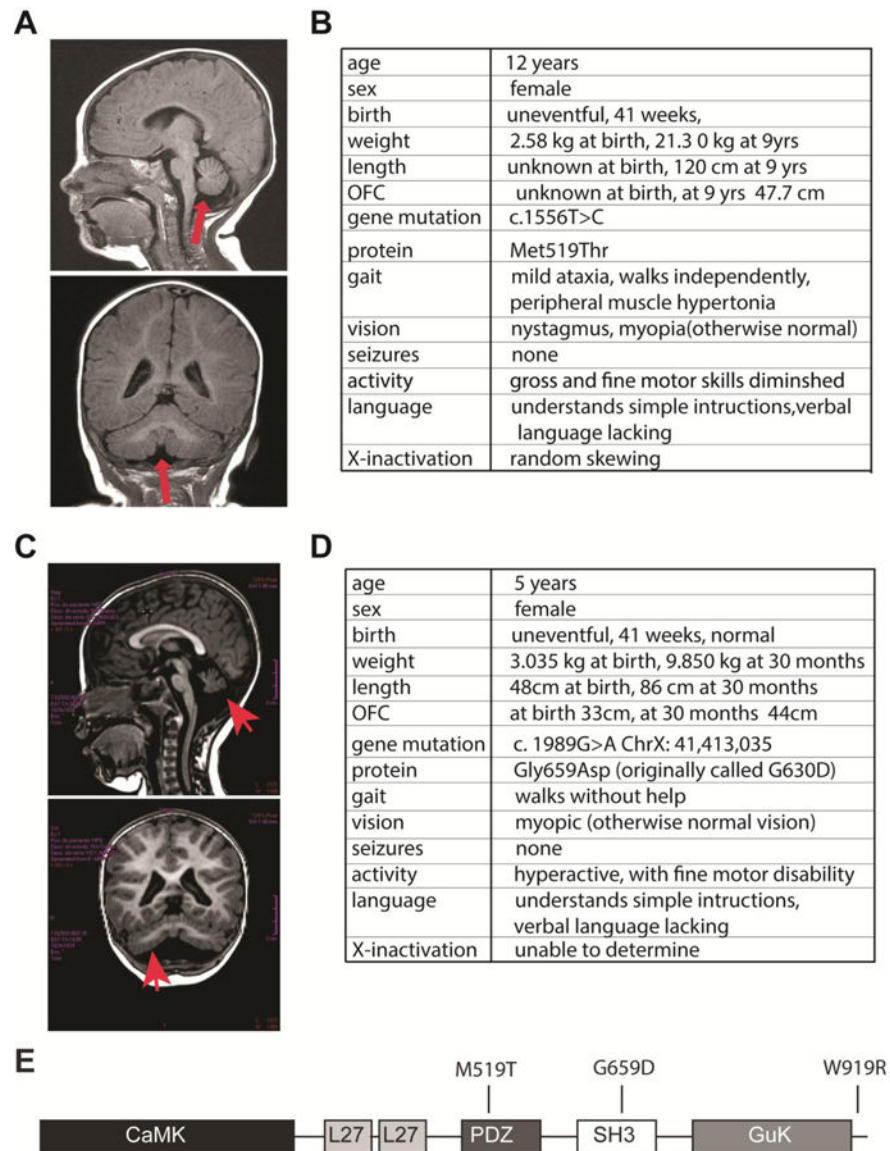 A
B
age 12 years
sex female
birth uneventful, 41 weeks,
weight 2.58 kg at birth, 21.3 0 kg at 9yrs
length unknown at birth, 120 cm at 9 yrs
OFC unknown at birth, at 9 yrs 47.7 cm
gene mutation c.1556T>C
protein Met519Thr
gait mild ataxia, walks independently,
peripheral muscle hypertonia
vision nystagmus, myopia(otherwise normal)
seizures none
activity gross and fine motor skills diminshed
language understands simple intructions,verbal
language lacking
X-inactivation random skewing
C
D
age 5 years
sex female
birth uneventful, 41 weeks, normal
weight 3.035 kg at birth, 9.850 kg at 30 months
length 48cm at birth, 86 cm at 30 months
OFC at birth 33cm, at 30 months 44cm
gene mutation c. 1989G>A ChrX: 41,413,035
protein Gly659Asp (originally called G630D)
gait walks without help
vision myopic (otherwise normal vision)
seizures none
activity hyperactive, with fine motor disability
language understands simple intructions,
verbal language lacking
X-inactivation unable to determine
E
M519T G659D W919R
CaMK L27 L27 PDZ SH3 GuK